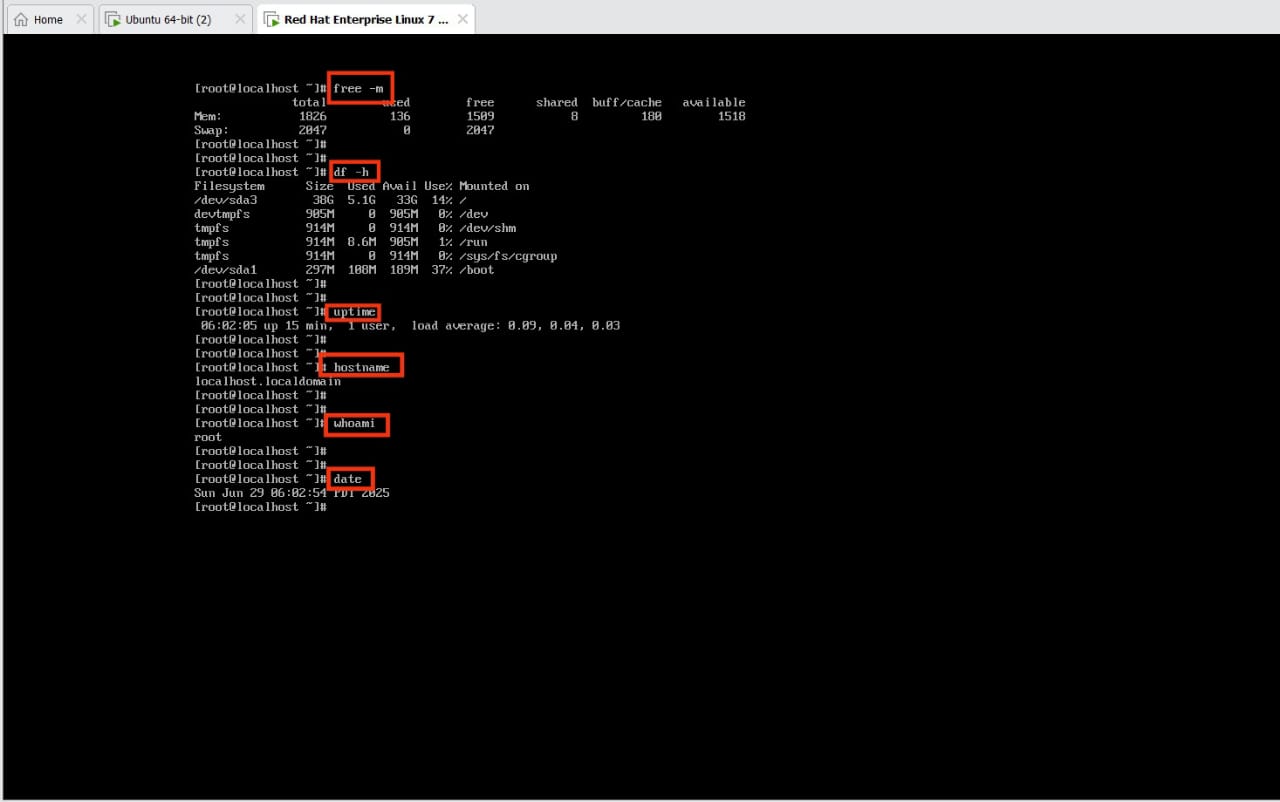 Home
Ubuntu 64-bit (2)
Red Hat Enterprise Linux 7 ...
[root@localhost ~]# free -m
total used free shared buff/cache available
Mem: 1826 136 1509 8 180 1518
Swap: 2047 0 2047
[root@localhost ~]#
[root@localhost ~]#
[root@localhost ~]# df -h
Filesystem Size Used Avail Use% Mounted on
/dev/sda3 38G 5.1G 33G 14% /
devtmpfs 905M 0 905M 0% /dev
tmpfs 914M 0 914M 0% /dev/shm
tmpfs 914M 8.6M 905M 1% /run
tmpfs 914M 0 914M 0% /sys/fs/cgroup
/dev/sda1 297M 108M 189M 37% /boot
[root@localhost ~]#
[root@localhost ~]#
[root@localhost ~]# uptime
06:02:05 up 15 min, 1 user, load average: 0.09, 0.04, 0.03
[root@localhost ~]#
[root@localhost ~]#
[root@localhost ~]# hostname
localhost.localdomain
[root@localhost ~]#
[root@localhost ~]#
[root@localhost ~]# whoami
root
[root@localhost ~]#
[root@localhost ~]#
[root@localhost ~]# date
Sun Jun 29 06:02:54 PDT 2025
[root@localhost ~]#